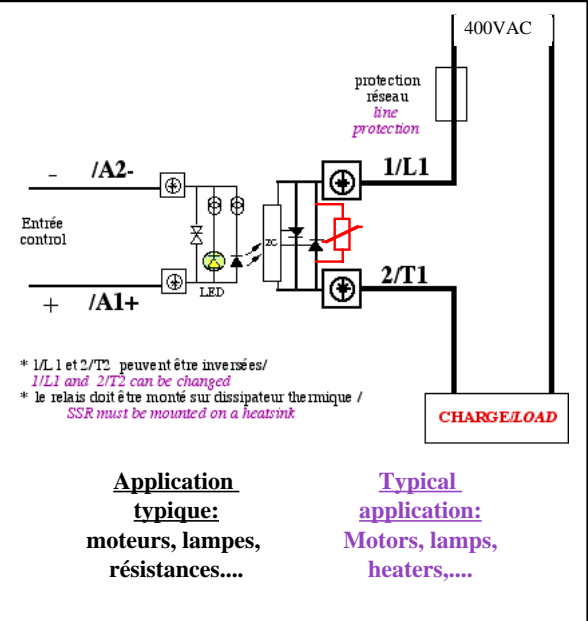 400VAC
protection
réseau
line
protection
1/L1
- /A2-
Entrée
control
ZC
LED
+ /A1+
2/T1
* 1/L1 et 2/T2 peuvent être inversées/
1/L1 and 2/T2 can be changed
* le relais doit être monté sur dissipateur thermique /
SSR must be mounted on a heatsink
CHARGE/LOAD
Application
typique:
moteurs, lampes,
résistances....
Typical
application:
Motors, lamps,
heaters,....